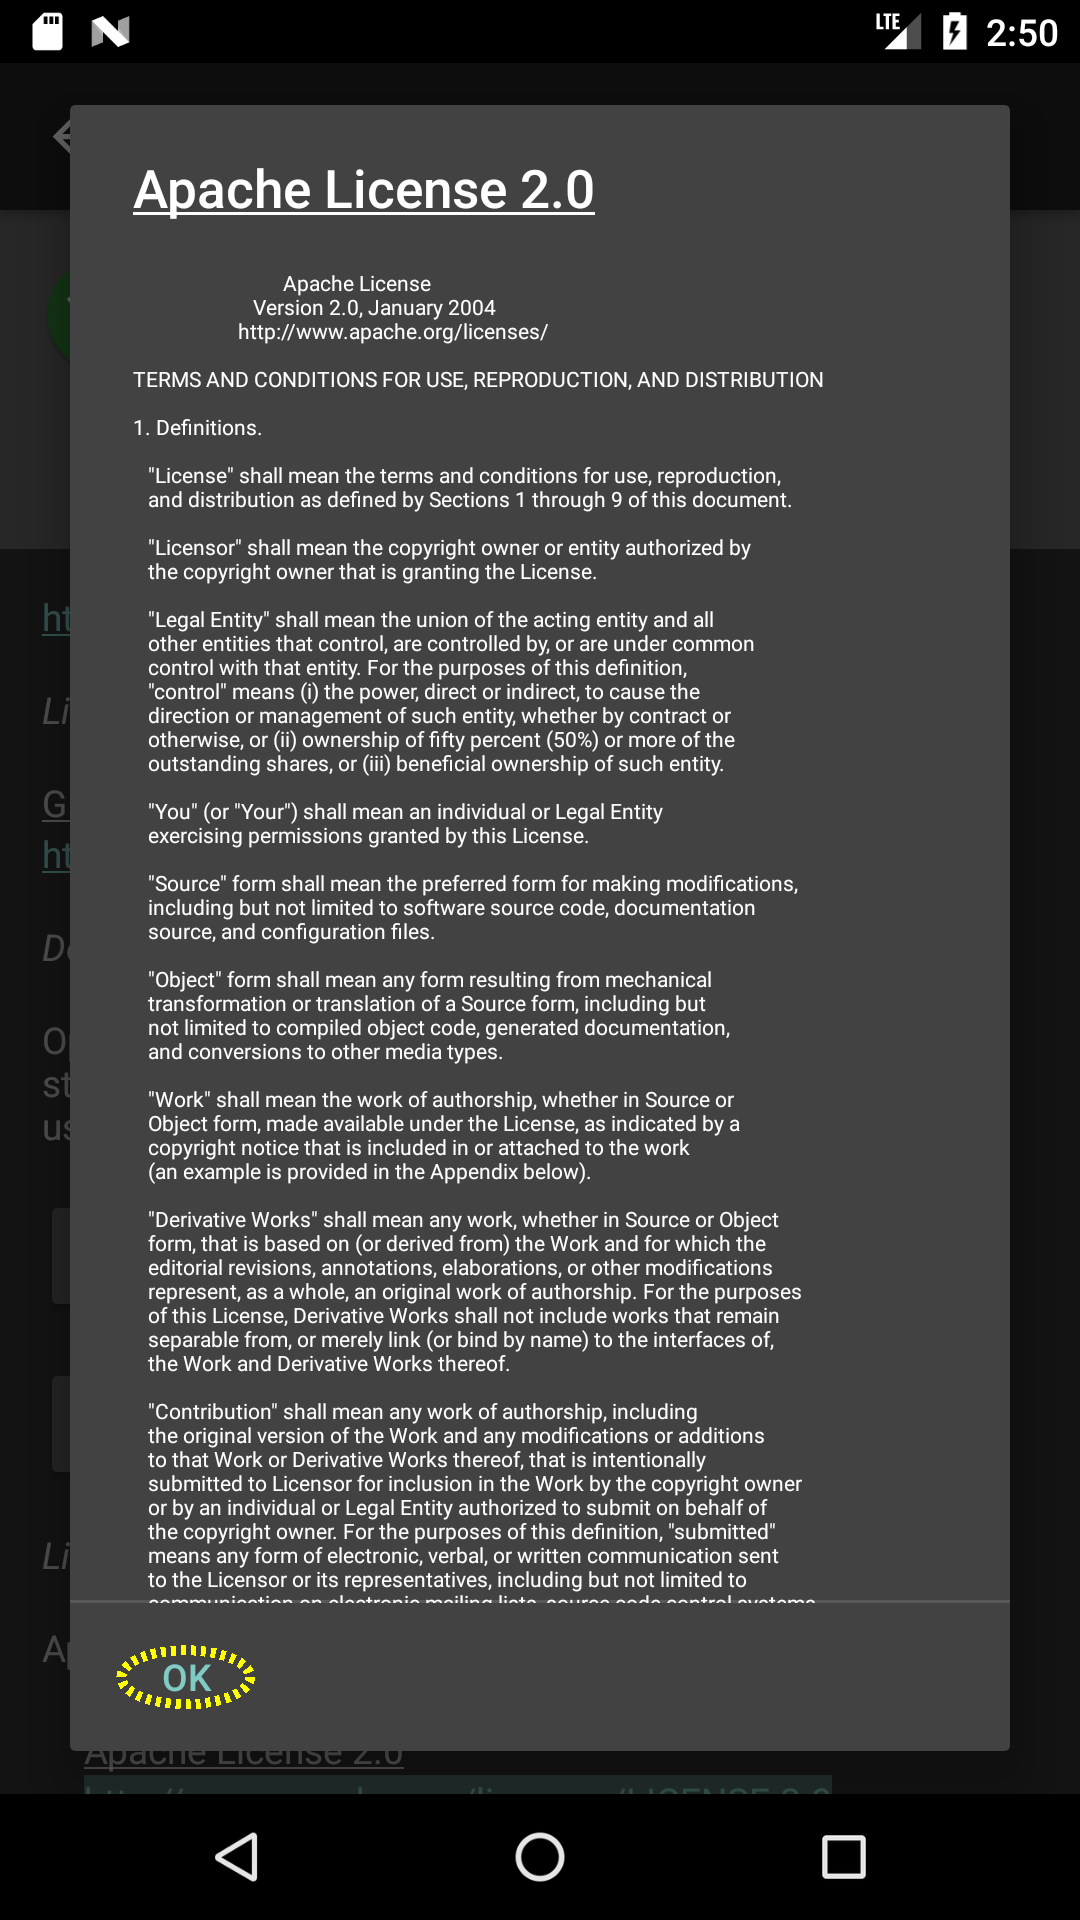 LTE 2:50
Apache License 2.0
Apache License
Version 2.0, January 2004
http://www.apache.org/licenses/
TERMS AND CONDITIONS FOR USE, REPRODUCTION, AND DISTRIBUTION
1. Definitions.
"License" shall mean the terms and conditions for use, reproduction,
and distribution as defined by Sections 1 through 9 of this document.
"Licensor" shall mean the copyright owner or entity authorized by
the copyright owner that is granting the License.
"Legal Entity" shall mean the union of the acting entity and all
other entities that control, are controlled by, or are under common
control with that entity. For the purposes of this definition,
"control" means (i) the power, direct or indirect, to cause the
direction or management of such entity, whether by contract or
otherwise, or (ii) ownership of fifty percent (50%) or more of the
outstanding shares, or (iii) beneficial ownership of such entity.
"You" (or "Your") shall mean an individual or Legal Entity
exercising permissions granted by this License.
"Source" form shall mean the preferred form for making modifications,
including but not limited to software source code, documentation
source, and configuration files.
"Object" form shall mean any form resulting from mechanical
transformation or translation of a Source form, including but
not limited to compiled object code, generated documentation,
and conversions to other media types.
"Work" shall mean the work of authorship, whether in Source or
Object form, made available under the License, as indicated by a
copyright notice that is included in or attached to the work
(an example is provided in the Appendix below).
"Derivative Works" shall mean any work, whether in Source or Object
form, that is based on (or derived from) the Work and for which the
editorial revisions, annotations, elaborations, or other modifications
represent, as a whole, an original work of authorship. For the purposes
of this License, Derivative Works shall not include works that remain
separable from, or merely link (or bind by name) to the interfaces of,
the Work and Derivative Works thereof.
"Contribution" shall mean any work of authorship, including
the original version of the Work and any modifications or additions
to that Work or Derivative Works thereof, that is intentionally
submitted to Licensor for inclusion in the Work by the copyright owner
or by an individual or Legal Entity authorized to submit on behalf of
the copyright owner. For the purposes of this definition, "submitted"
means any form of electronic, verbal, or written communication sent
to the Licensor or its representatives, including but not limited to
communication on electronic mailing lists, source code control systems,
OK
Apache License 2.0